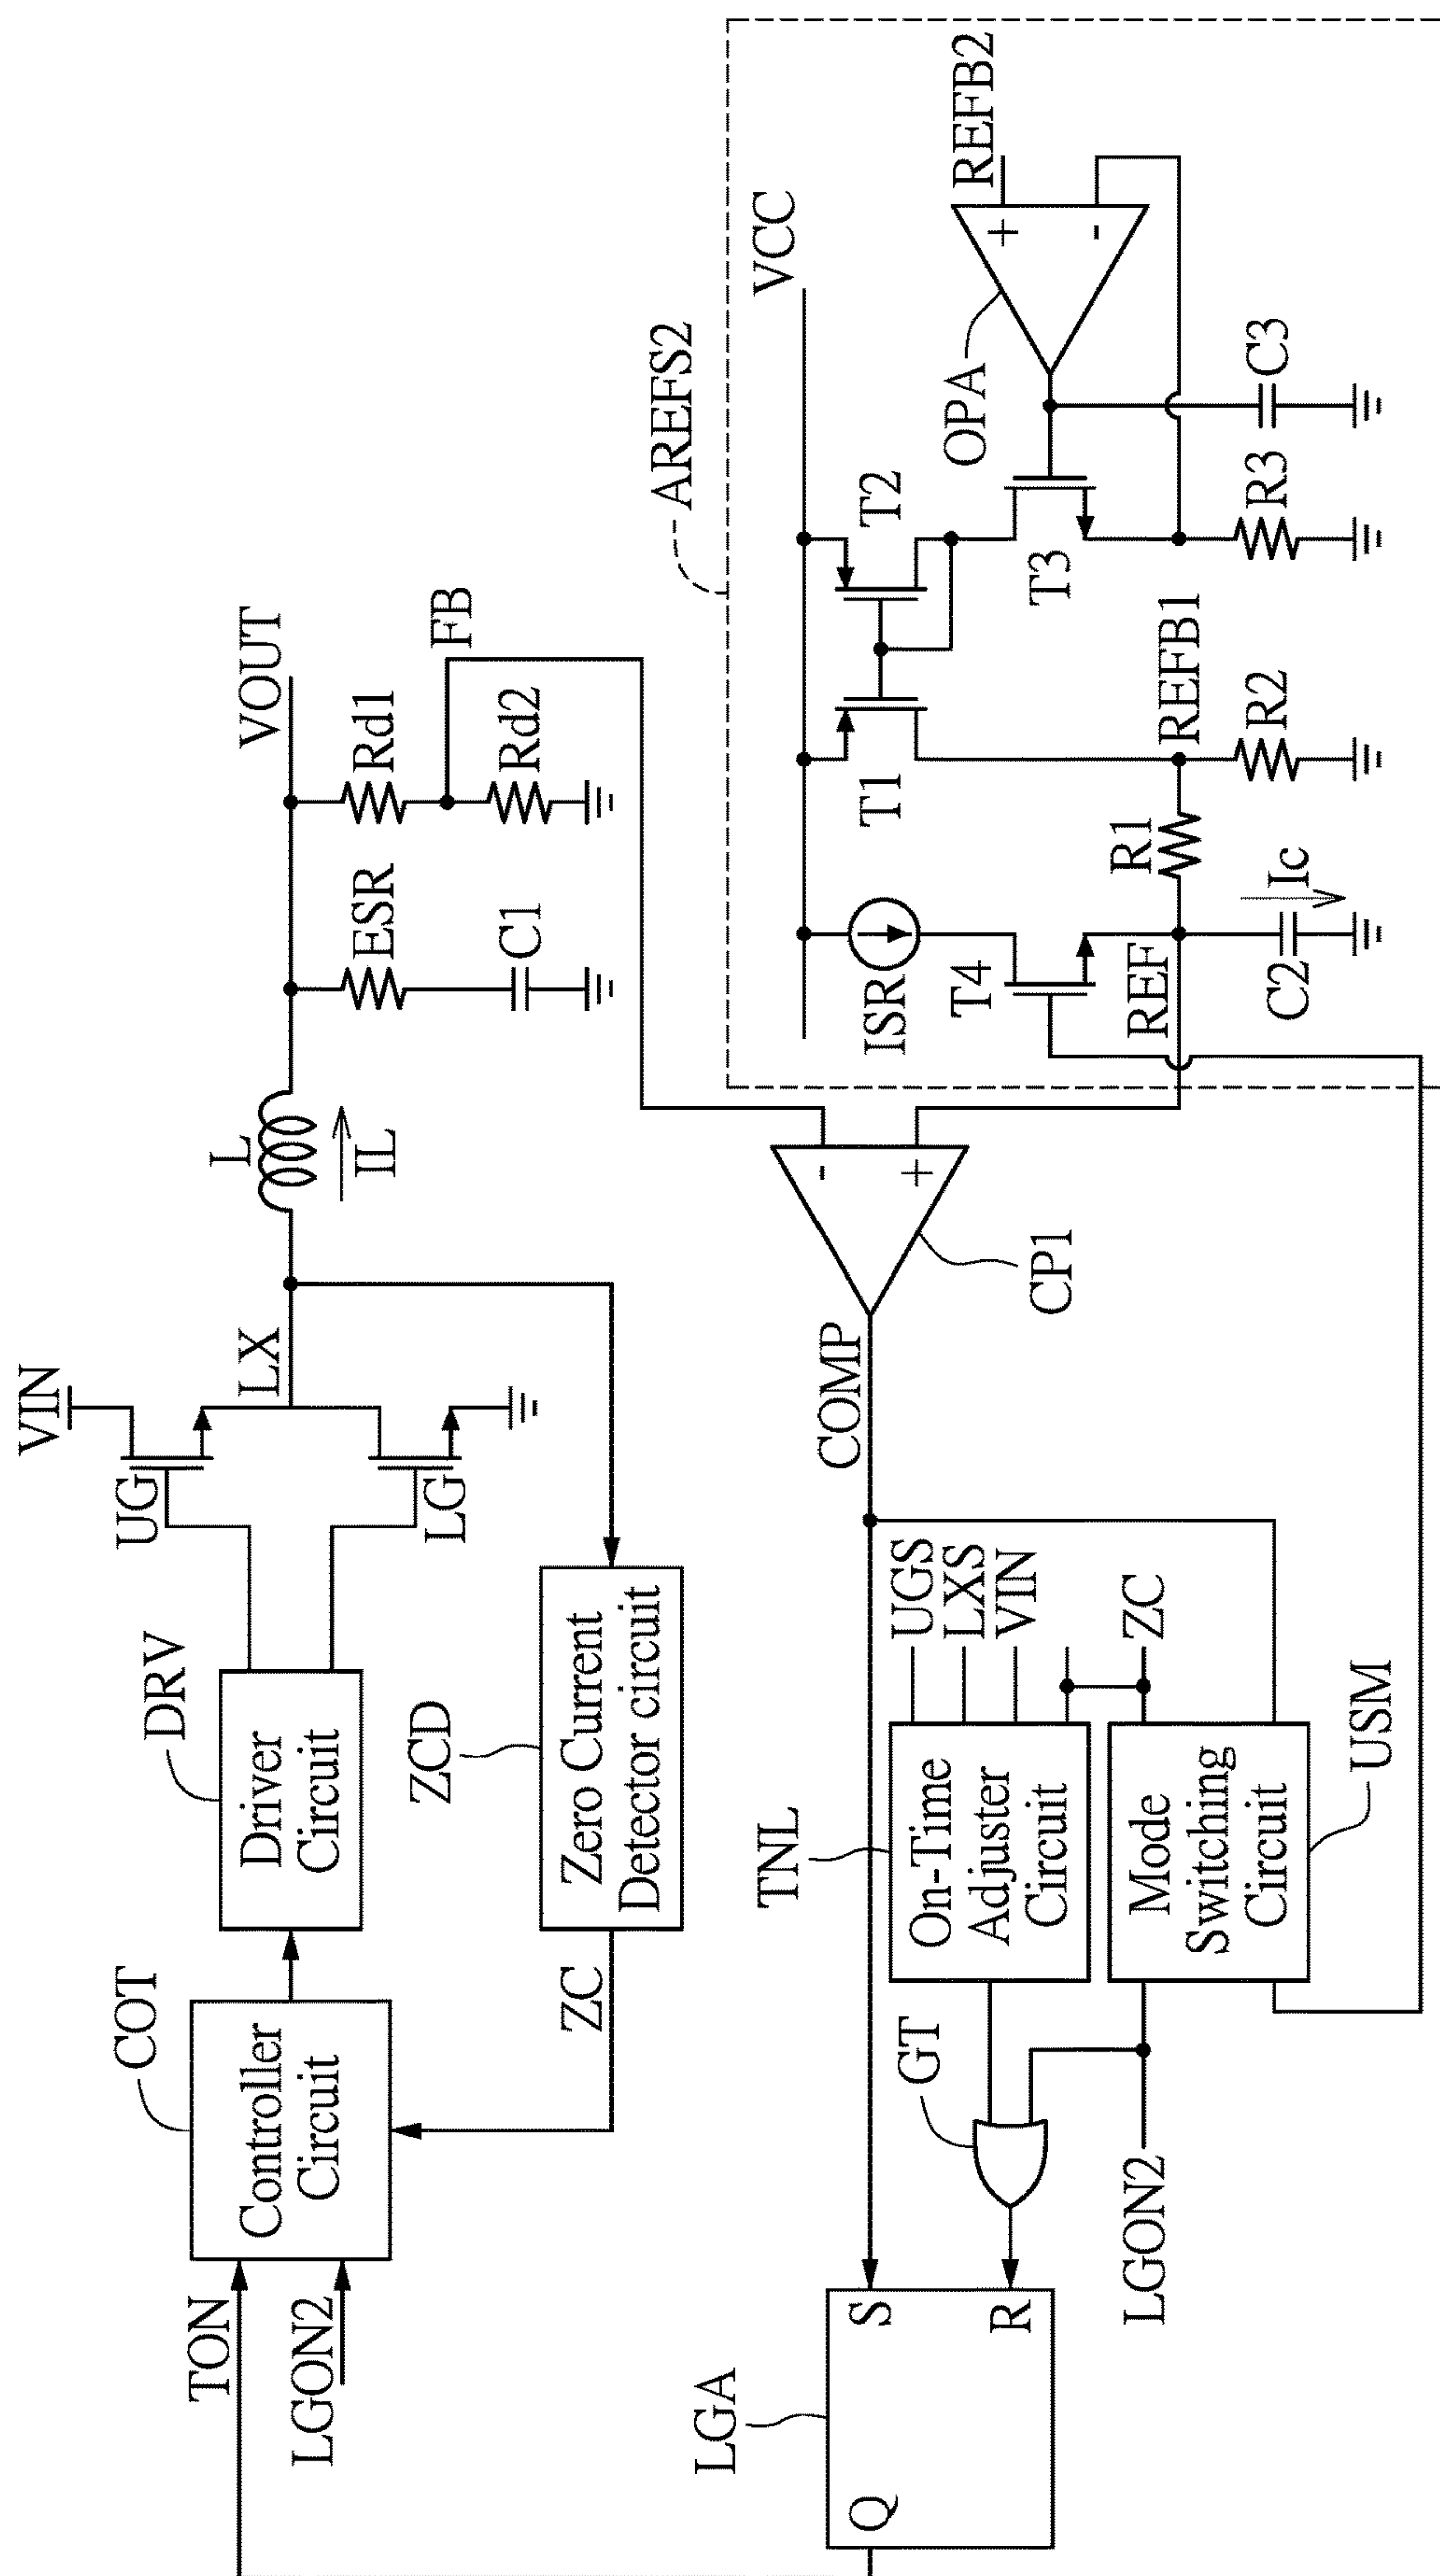 VIN
UG
LX
LG
L
IL
VOUT
ESR
C1
Rd1
Rd2
FB
COT
Controller
Circuit
DRV
Driver
Circuit
TON
LGON2
ZCD
Zero Current
Detector circuit
ZC
AREFS2
VCC
ISR
T4
REF
C2
Ic
R1
T1
T2
REFB1
R2
T3
R3
OPA
+
-
REFB2
C3
-
+
CP1
COMP
TNL
On-Time
Adjuster
Circuit
UGS
LXS
VIN
ZC
Mode
Switching
Circuit
USM
GT
LGON2
LGA
Q
S
R